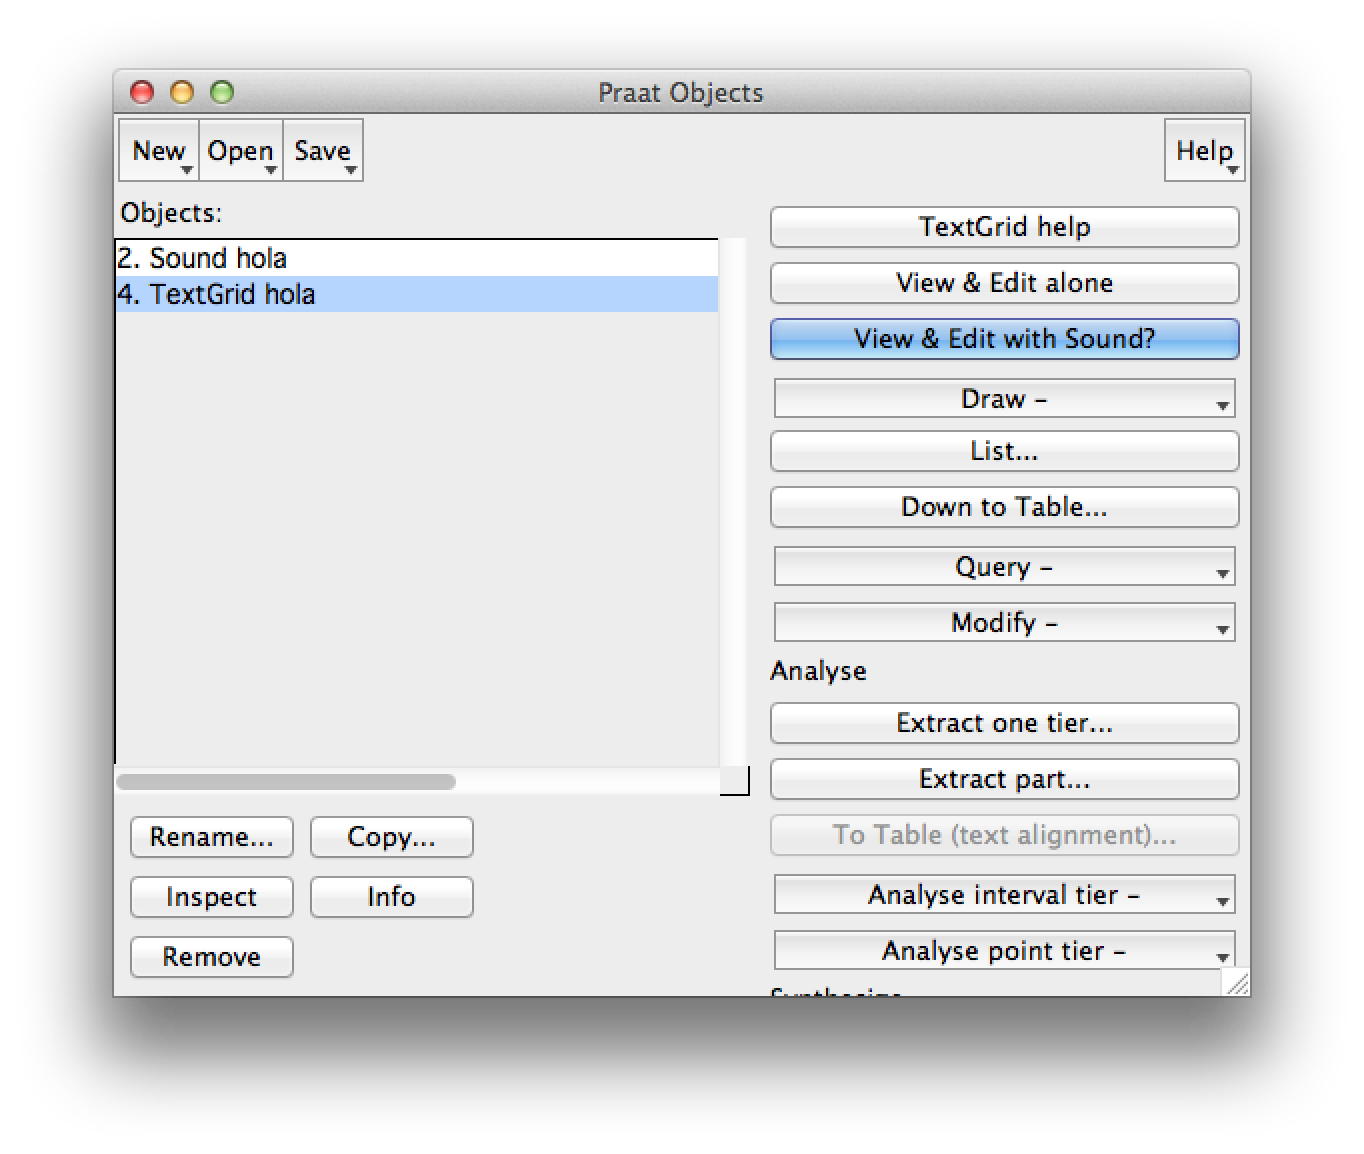 Praat Objects
New Open Save Help
Objects:
2. Sound hola
4. TextGrid hola
Rename... Copy...
Inspect Info
Remove
TextGrid help
View & Edit alone
View & Edit with Sound?
Draw -
List...
Down to Table...
Query -
Modify -
Analyse
Extract one tier...
Extract part...
To Table (text alignment)...
Analyse interval tier -
Analyse point tier -
Synthesize